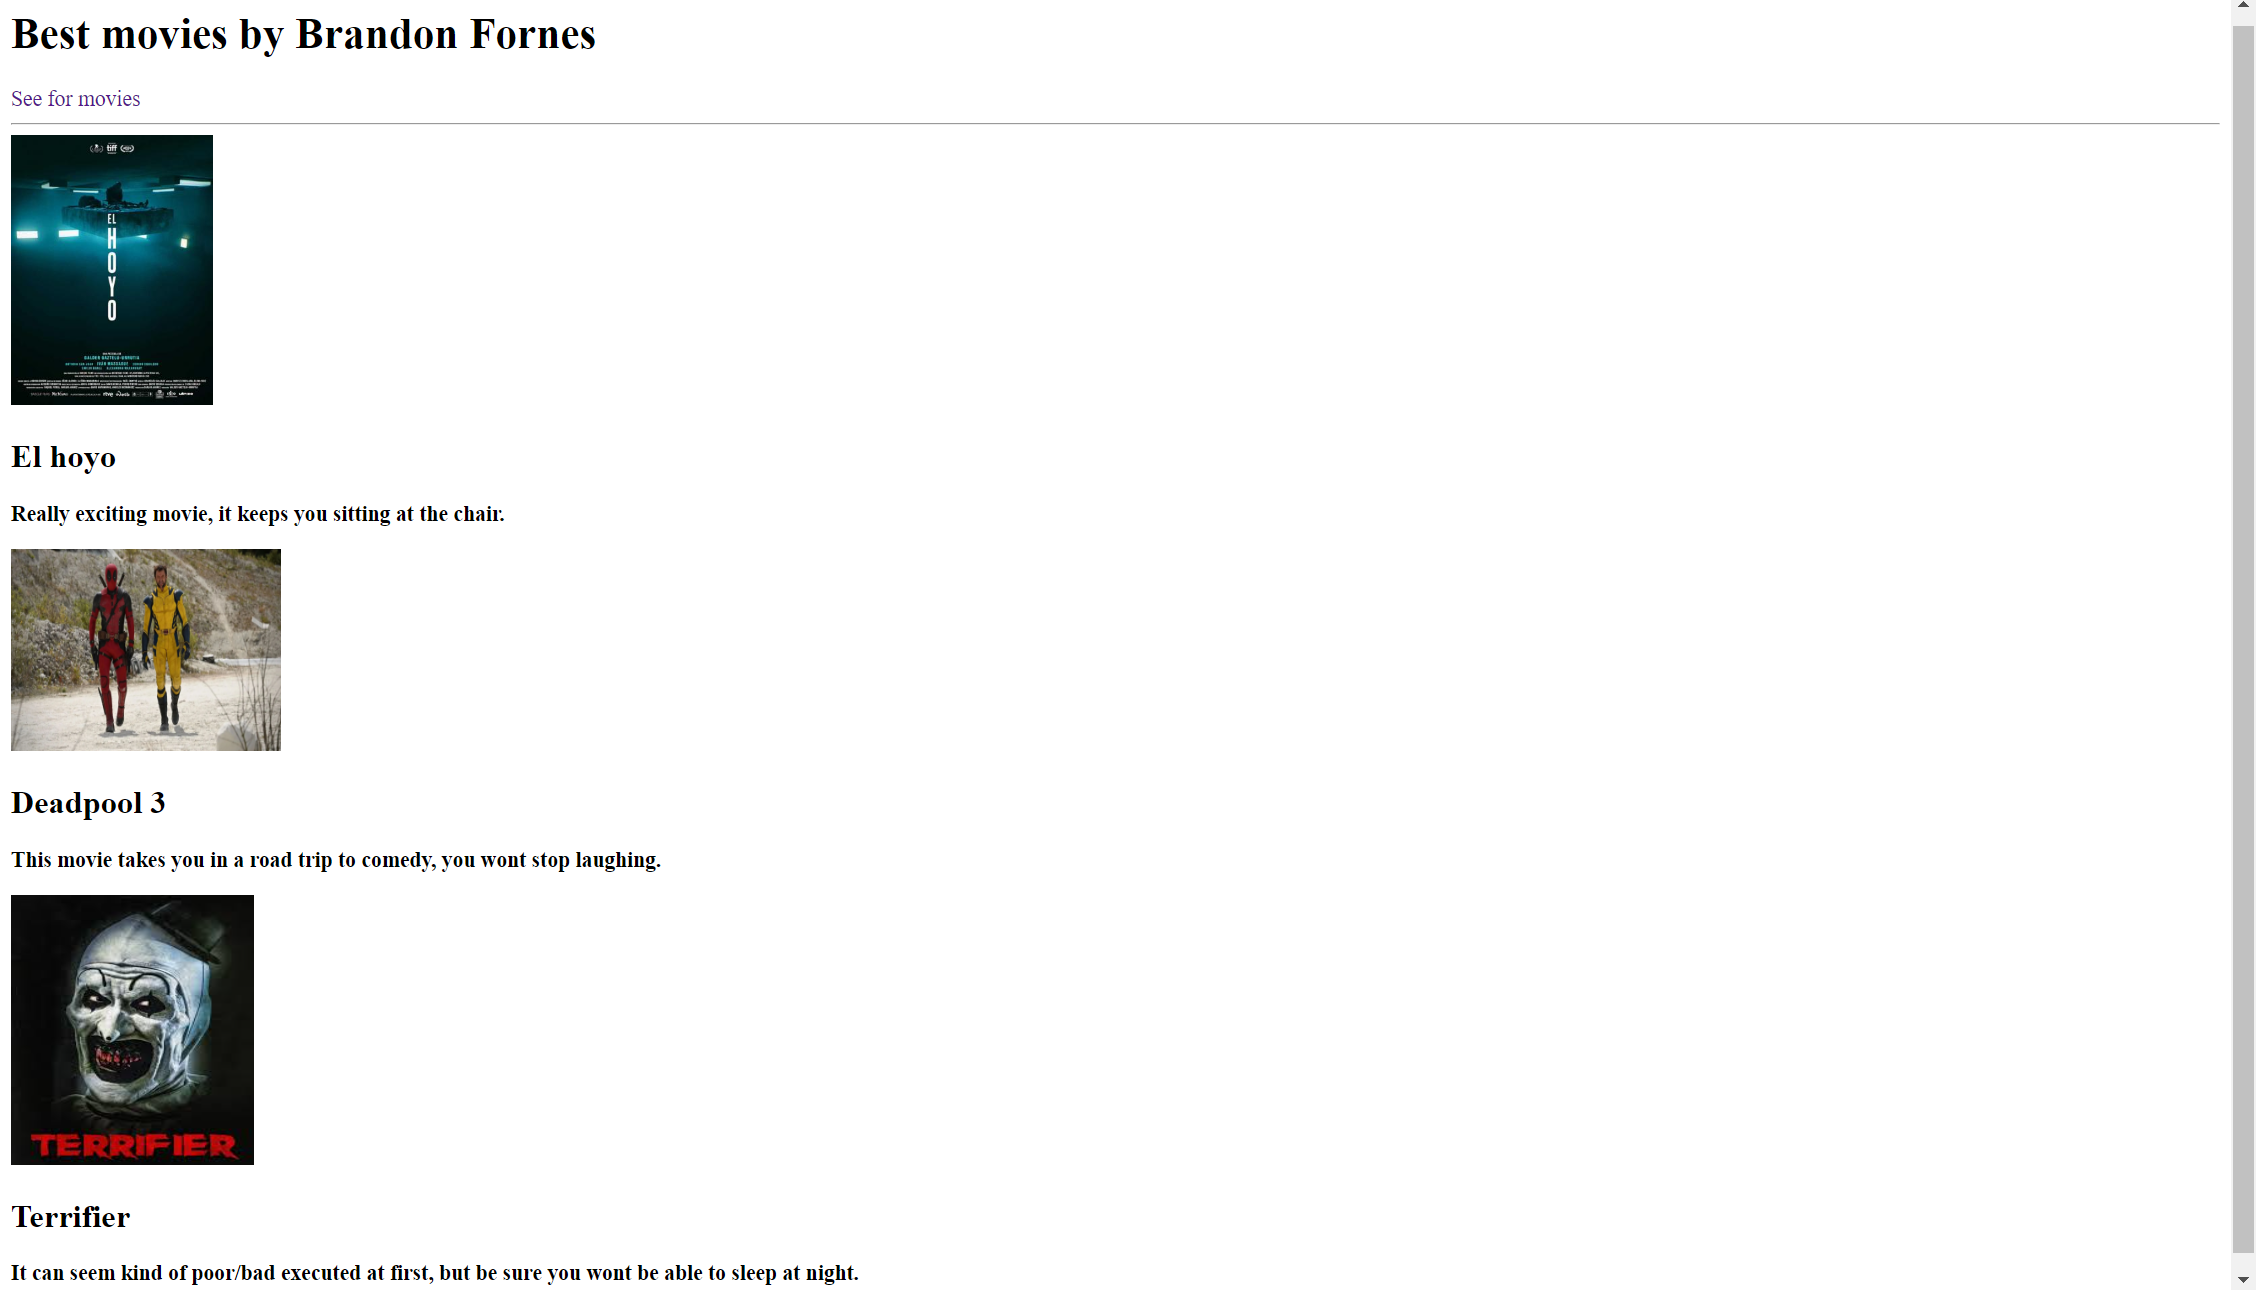 Best movies by Brandon Fornes
See for movies
tiff
EL
HOYO
El hoyo
Really exciting movie, it keeps you sitting at the chair.
Deadpool 3
This movie takes you in a road trip to comedy, you wont stop laughing.
TERRIFIER
Terrifier
It can seem kind of poor/bad executed at first, but be sure you wont be able to sleep at night.